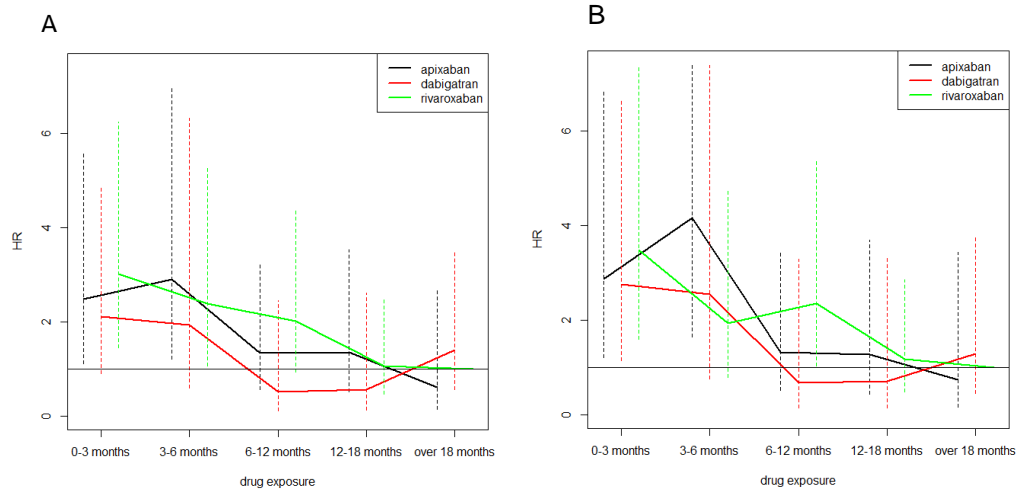 A
apixaban
dabigatran
rivaroxaban
HR
0
2
4
6
0-3 months
3-6 months
6-12 months
12-18 months
over 18 months
drug exposure
B
apixaban
dabigatran
rivaroxaban
HR
0
2
4
6
0-3 months
3-6 months
6-12 months
12-18 months
over 18 months
drug exposure